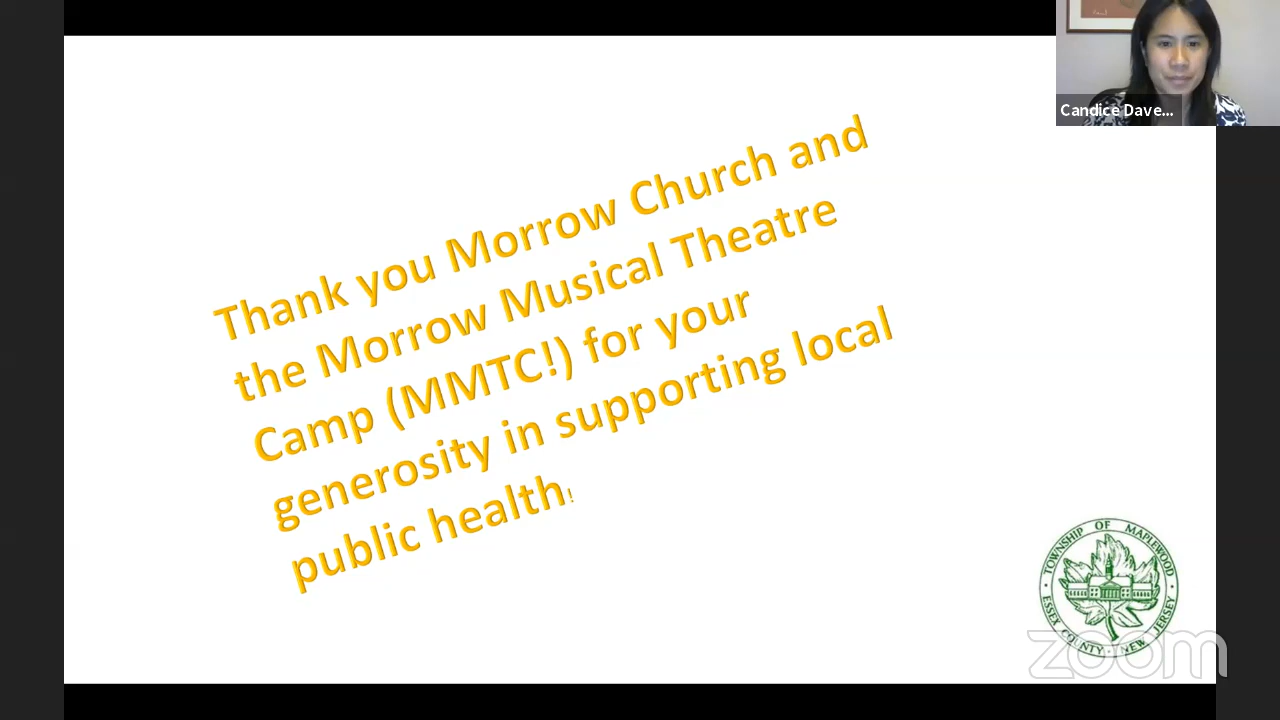 Candice Dave...
Thank you Morrow Church and
the Morrow Musical Theatre
Camp (MMTC!) for your
generosity in supporting local
public health!
TOWNSHIP OF MAPLEWOOD
ESSEX COUNTY · NEW JERSEY
zoom